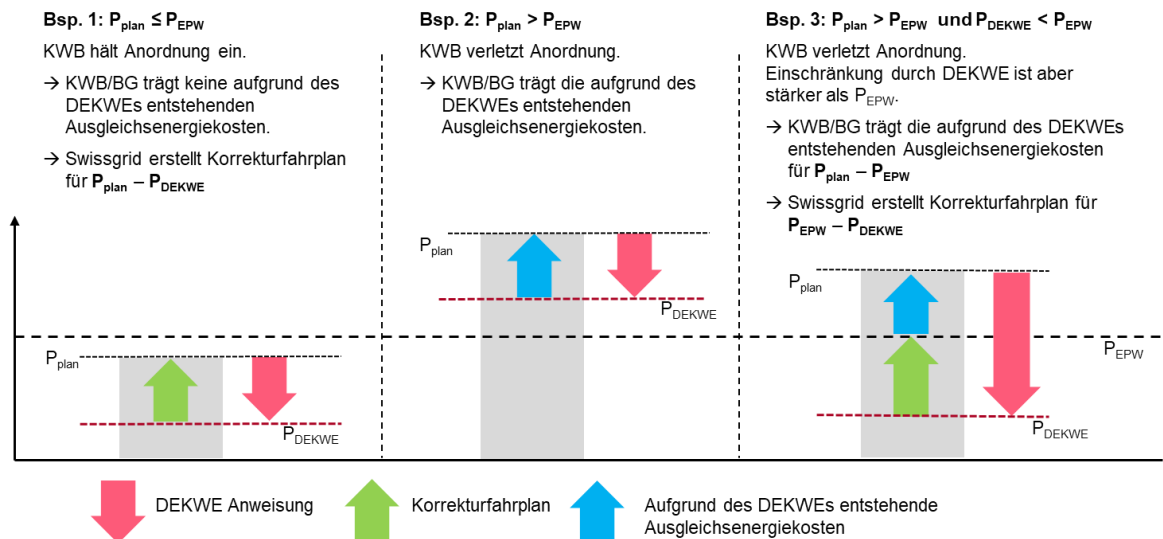 Bsp. 1: Pplan ≤ PEPW
KWB hält Anordnung ein.
→ KWB/BG trägt keine aufgrund des
DEKWEs entstehenden
Ausgleichsenergiekosten.
→ Swissgrid erstellt Korrekturfahrplan
für Pplan – PDEKWE
Pplan
PDEKWE
Bsp. 2: Pplan > PEPW
KWB verletzt Anordnung.
→ KWB/BG trägt die aufgrund des
DEKWEs entstehenden
Ausgleichsenergiekosten.
Pplan
PDEKWE
Bsp. 3: Pplan > PEPW und PDEKWE < PEPW
KWB verletzt Anordnung.
Einschränkung durch DEKWE ist aber
stärker als PEPW.
→ KWB/BG trägt die aufgrund des DEKWEs
entstehenden Ausgleichsenergiekosten
für Pplan – PEPW
→ Swissgrid erstellt Korrekturfahrplan für
PEPW – PDEKWE
Pplan
PEPW
PDEKWE
DEKWE Anweisung
Korrekturfahrplan
Aufgrund des DEKWEs entstehende
Ausgleichsenergiekosten